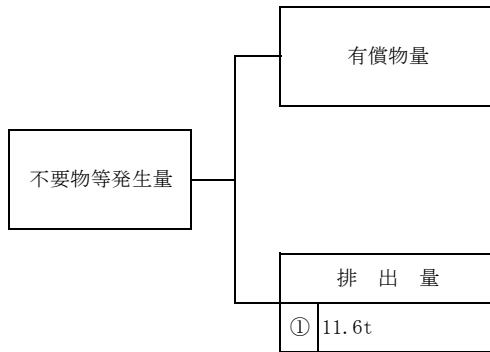 有償物量
不要物等発生量
排 出 量
① 11.6t